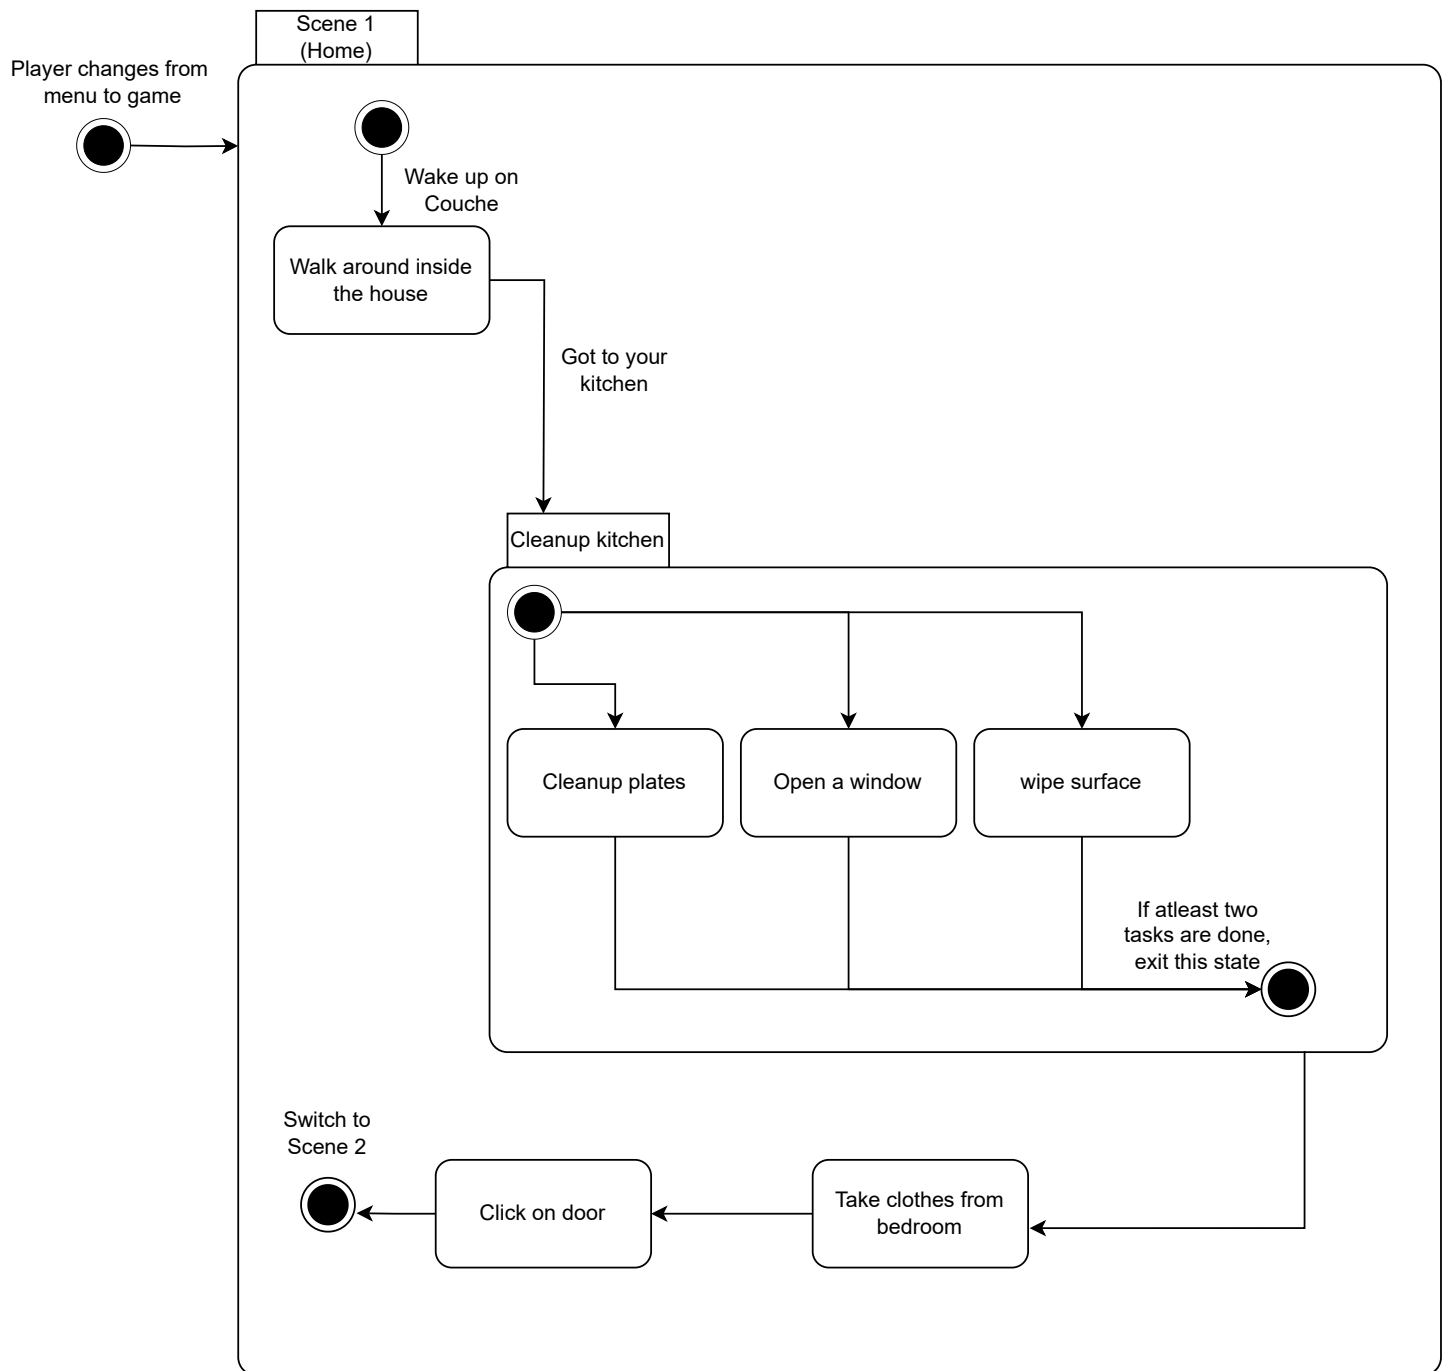 Scene 1
(Home)
Player changes from
menu to game
Wake up on
Couche
Walk around inside
the house
Got to your
kitchen
Cleanup kitchen
Cleanup plates
Open a window
wipe surface
If atleast two
tasks are done,
exit this state
Switch to
Scene 2
Click on door
Take clothes from
bedroom